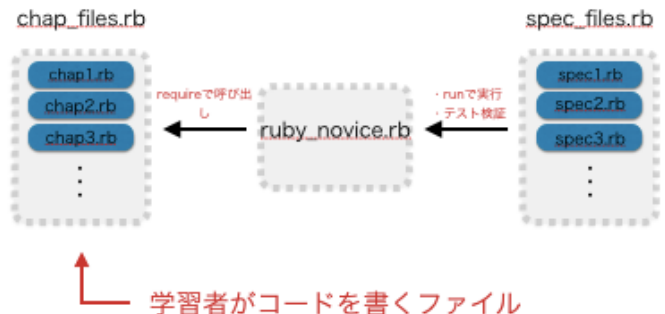 chap_files.rb
chap1.rb
chap2.rb
chap3.rb
requireで呼び出
し
ruby_novice.rb
・runで実行
・テスト検証
spec_files.rb
spec1.rb
spec2.rb
spec3.rb
学習者がコードを書くファイル